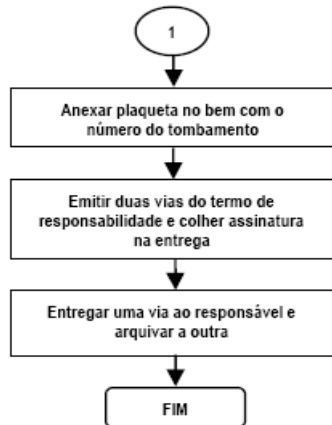 1
Anexar plaqueta no bem com o
número do tombamento
Emitir duas vias do termo de
responsabilidade e colher assinatura
na entrega
Entregar uma via ao responsável e
arquivar a outra
FIM